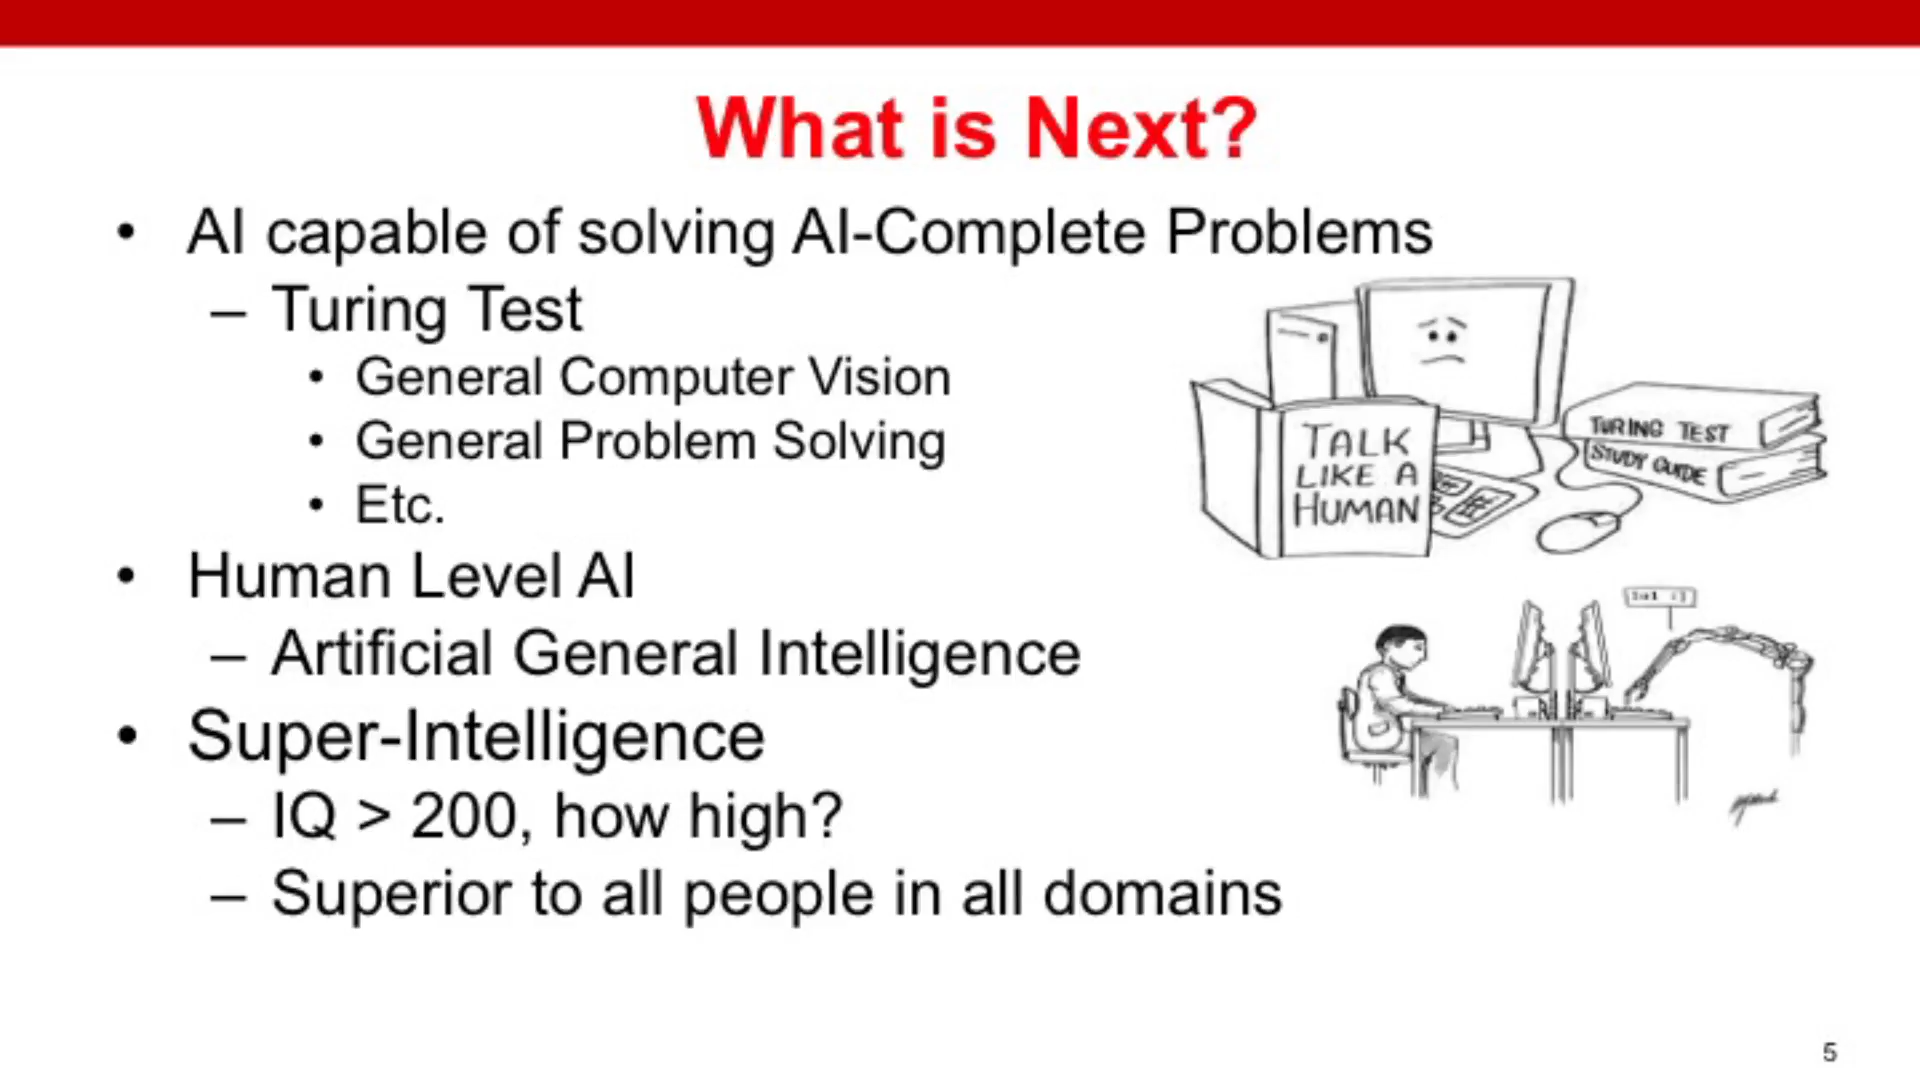 What is Next?
• AI capable of solving AI-Complete Problems
– Turing Test
• General Computer Vision
• General Problem Solving
• Etc.
• Human Level AI
– Artificial General Intelligence
• Super-Intelligence
– IQ > 200, how high?
– Superior to all people in all domains
TALK
LIKE A
HUMAN
TURING TEST
STUDY GUIDE
5